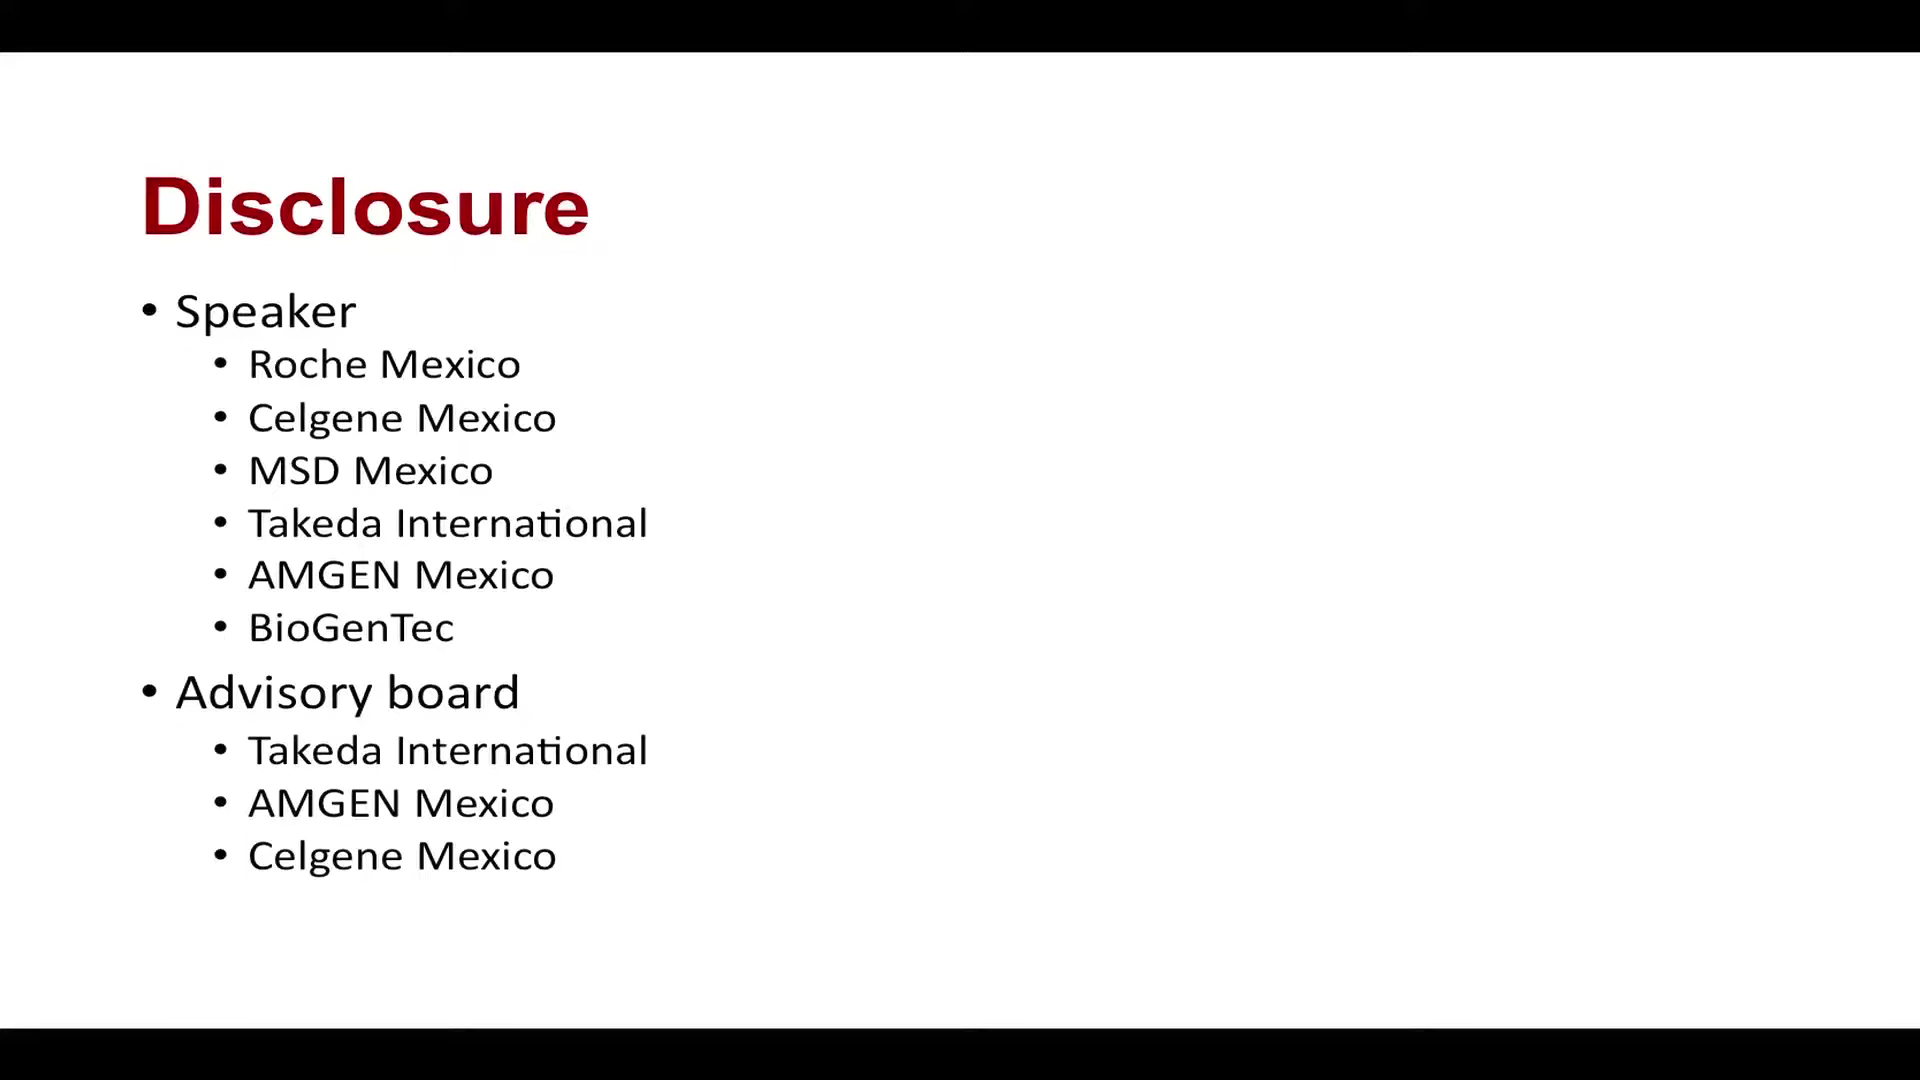 Disclosure
• Speaker
• Roche Mexico
• Celgene Mexico
• MSD Mexico
• Takeda International
• AMGEN Mexico
• BioGenTec
• Advisory board
• Takeda International
• AMGEN Mexico
• Celgene Mexico